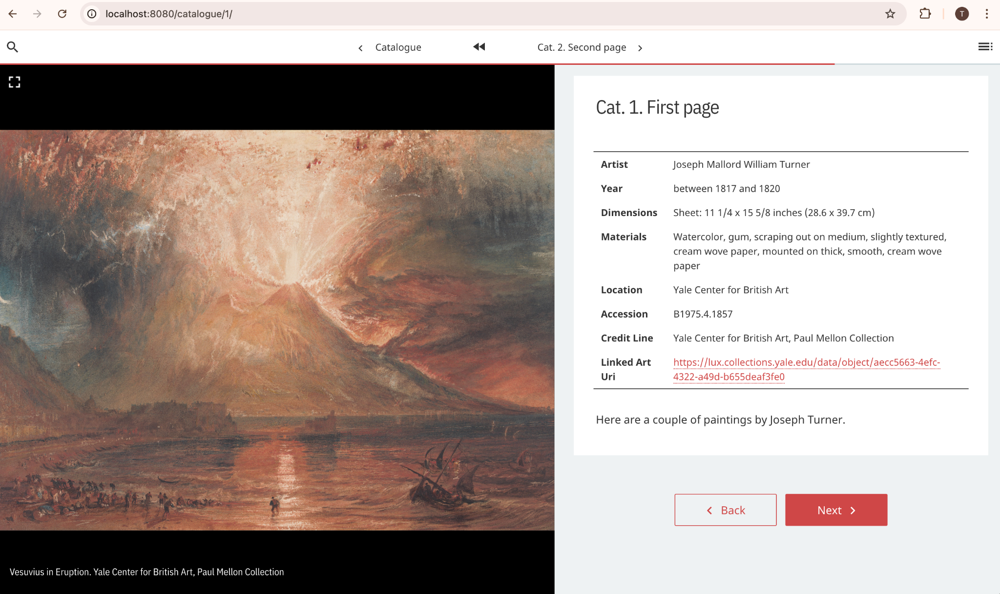 localhost:8080/catalogue/1/
T
Catalogue
Cat. 2. Second page
Cat. 1. First page
Artist Joseph Mallord William Turner
Year between 1817 and 1820
Dimensions Sheet: 11 1/4 x 15 5/8 inches (28.6 x 39.7 cm)
Materials Watercolor, gum, scraping out on medium, slightly textured,
cream wove paper, mounted on thick, smooth, cream wove
paper
Location Yale Center for British Art
Accession B1975.4.1857
Credit Line Yale Center for British Art, Paul Mellon Collection
Linked Art https://lux.collections.yale.edu/data/object/aecc5663-4efc-
Uri 4322-a49d-b655deaf3fe0
Here are a couple of paintings by Joseph Turner.
Back
Next
Vesuvius in Eruption. Yale Center for British Art, Paul Mellon Collection